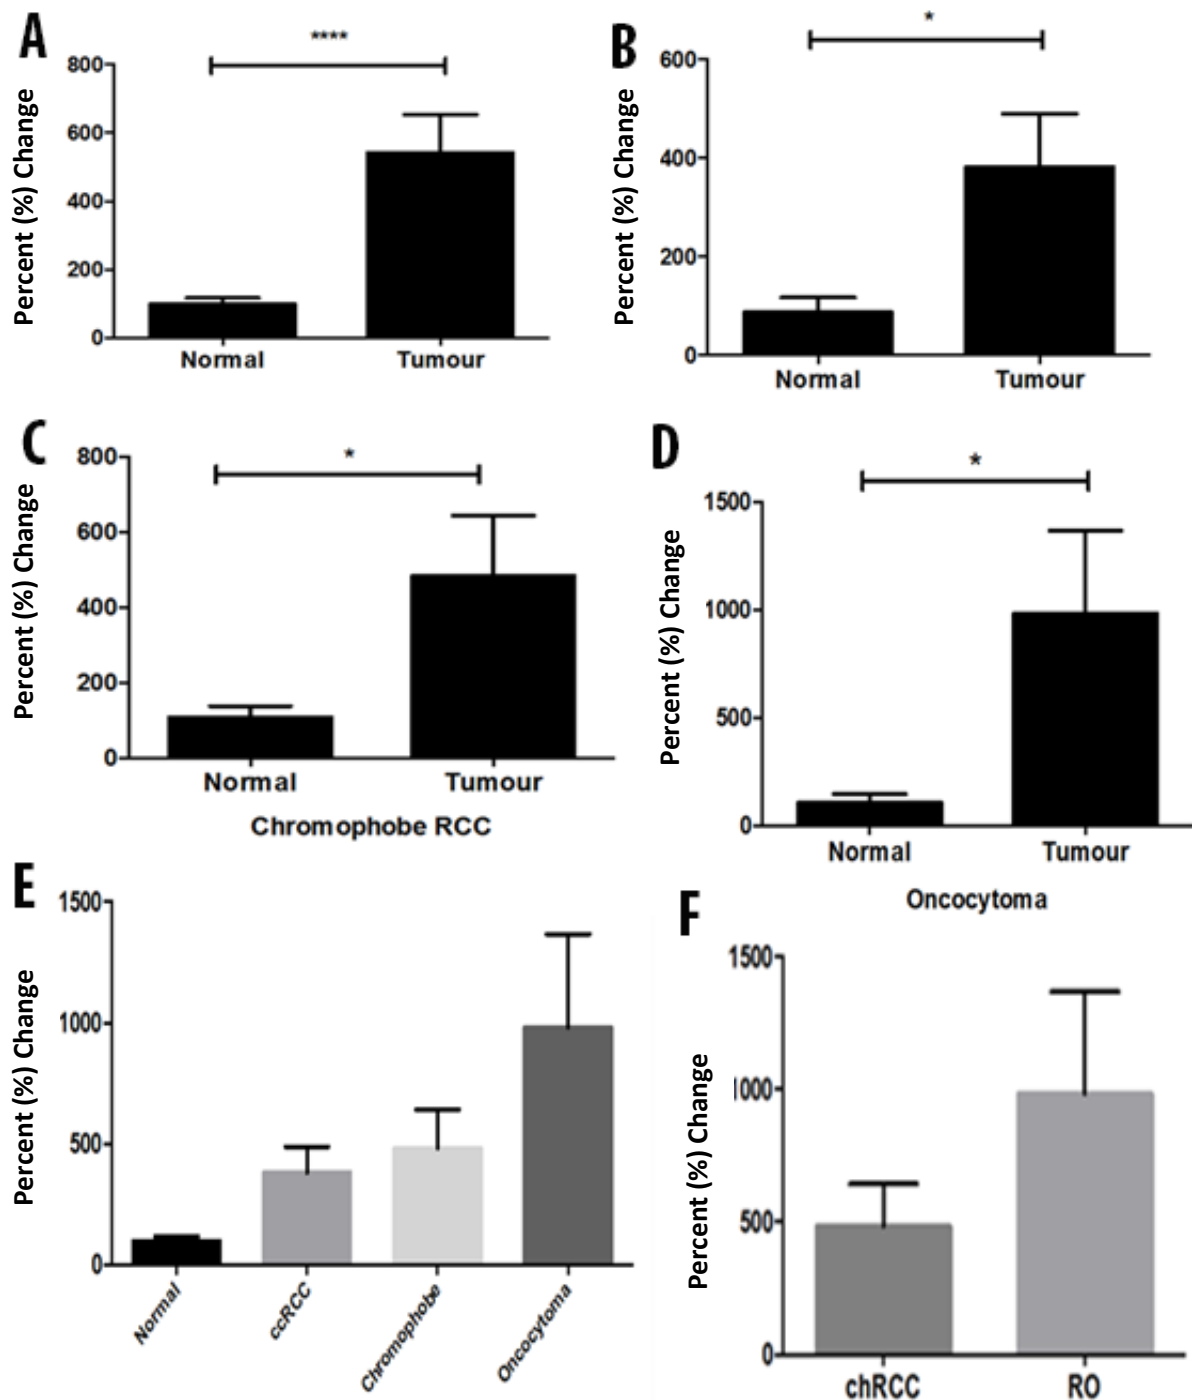 A
****
Percent (%) Change
800
600
400
200
0
Normal Tumour
B
*
Percent (%) Change
600
400
200
0
Normal Tumour
C
*
Percent (%) Change
800
600
400
200
0
Normal Tumour
Chromophobe RCC
D
*
Percent (%) Change
1500
1000
500
0
Normal Tumour
Oncocytoma
E
Percent (%) Change
1500
1000
500
0
Normal
ccRCC
Chromophobe
Oncocytoma
F
Percent (%) Change
1500
1000
500
0
chRCC RO